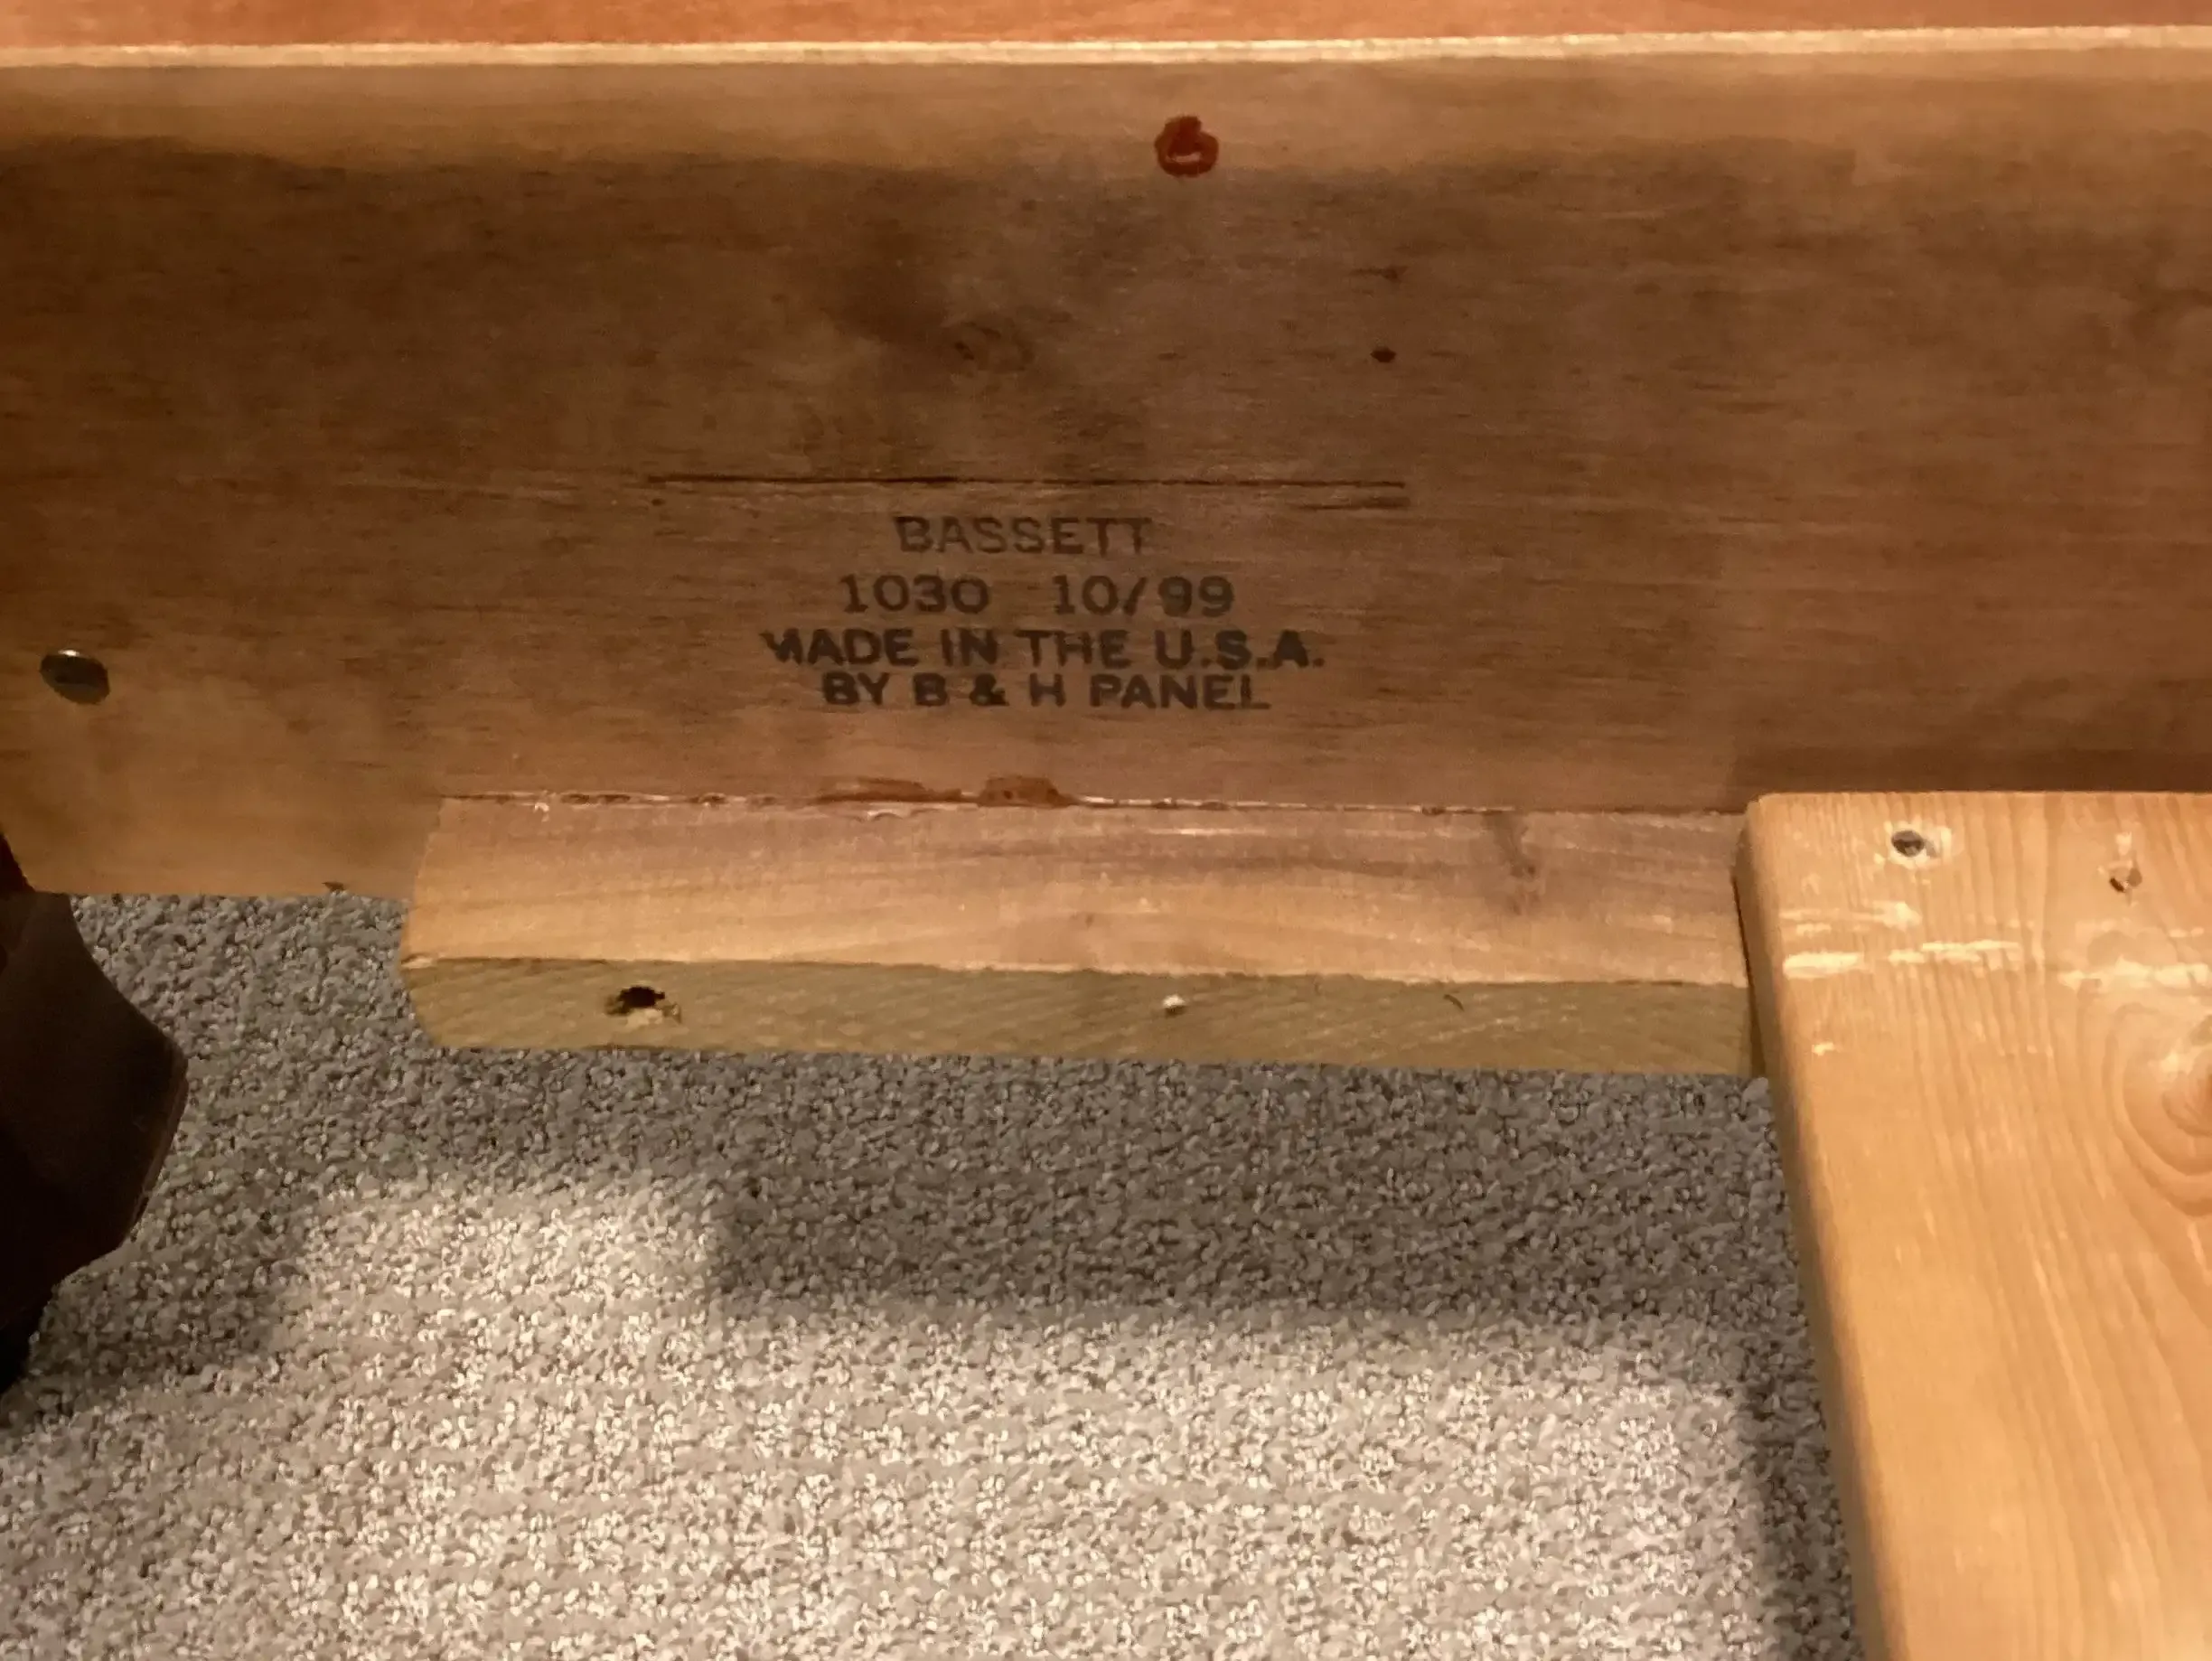 BASSETT
1030 10/99
MADE IN THE U.S.A.
BY B & H PANEL